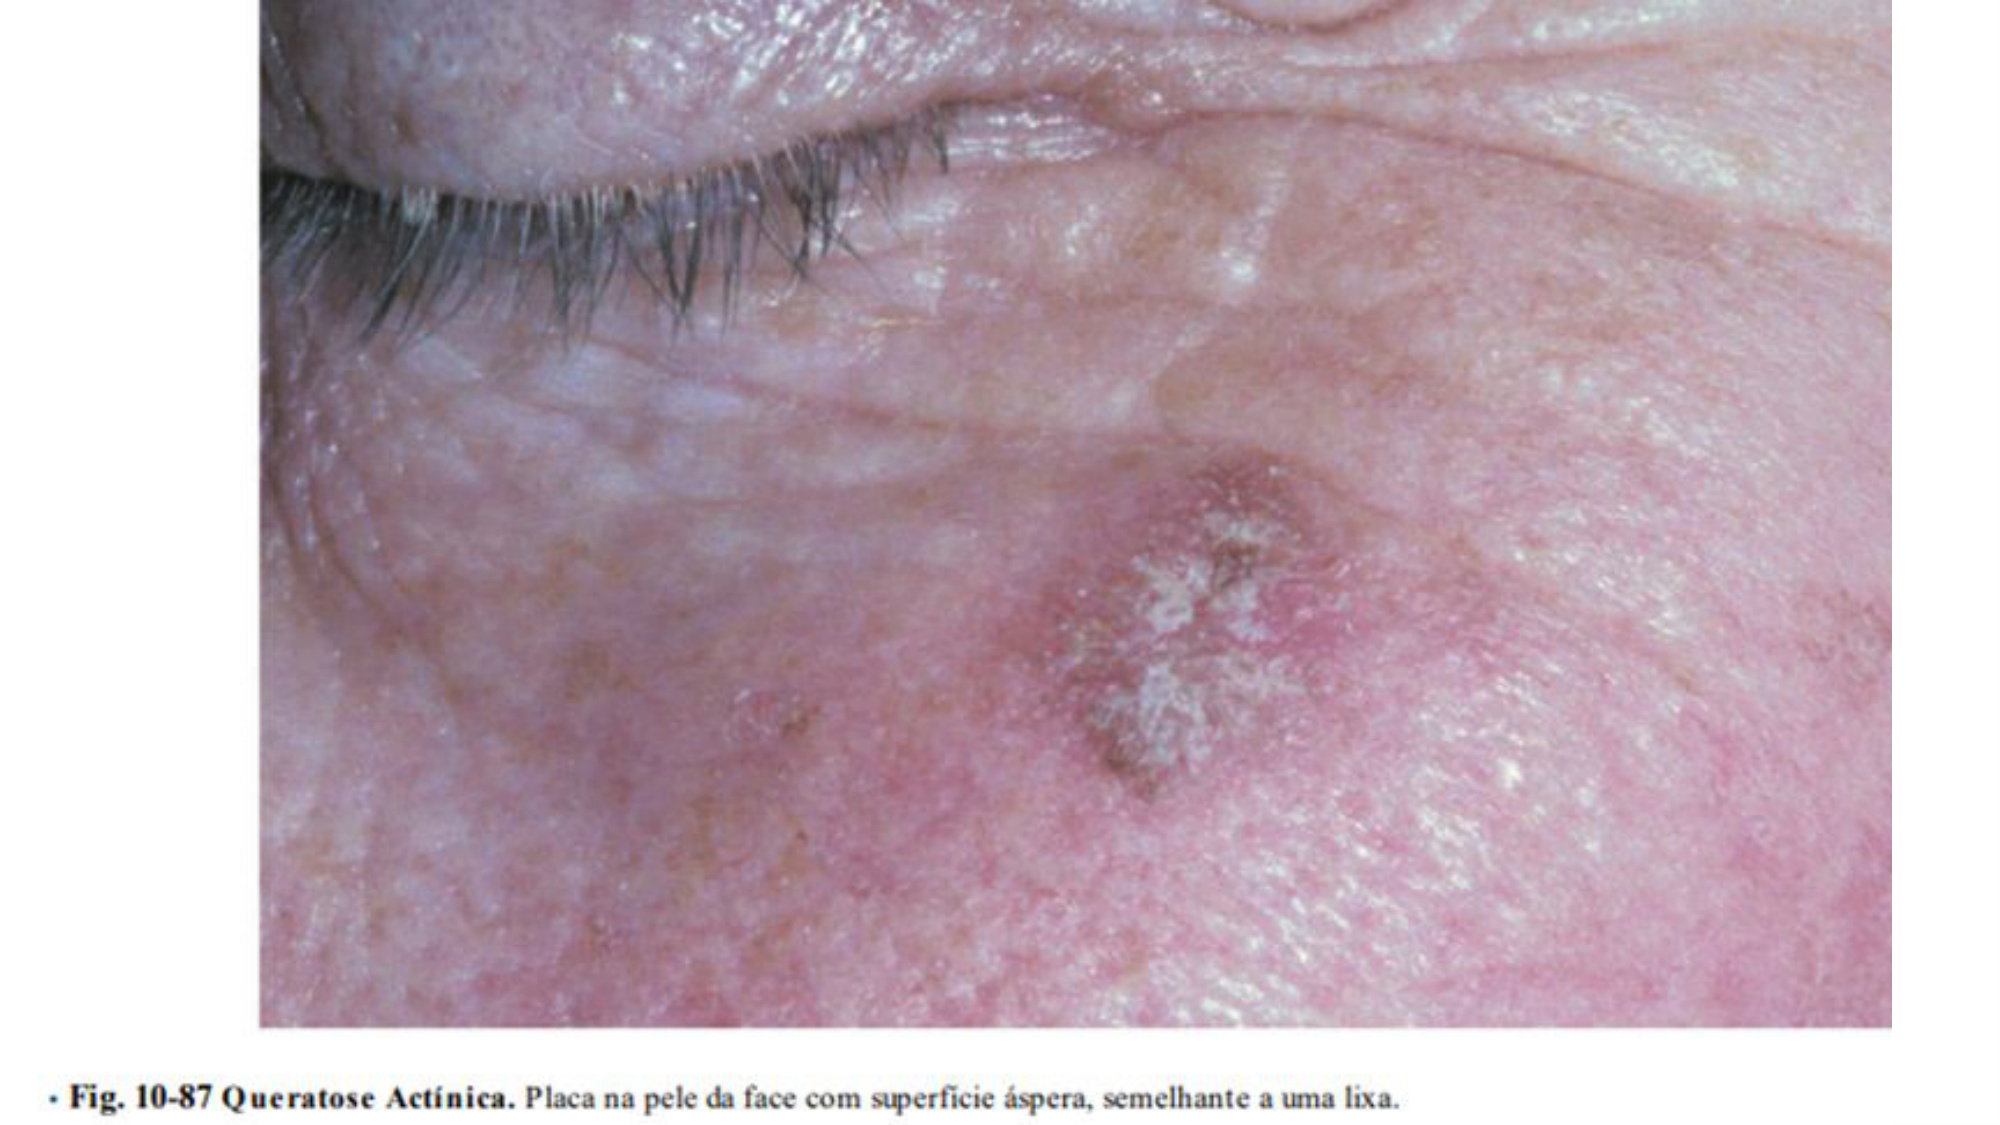 • Fig. 10-87 Queratose Actínica. Placa na pele da face com superfície áspera, semelhante a uma lixa.